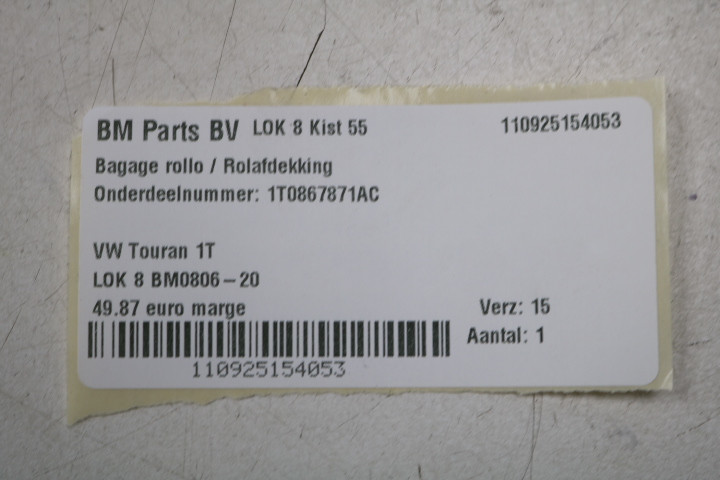 BM Parts BV LOK 8 Kist 55 110925154053
Bagage rollo / Rolafdekking
Onderdeelnummer: 1T0867871AC
VW Touran 1T
LOK 8 BM0806-20
49.87 euro marge Verz: 15
Aantal: 1
110925154053